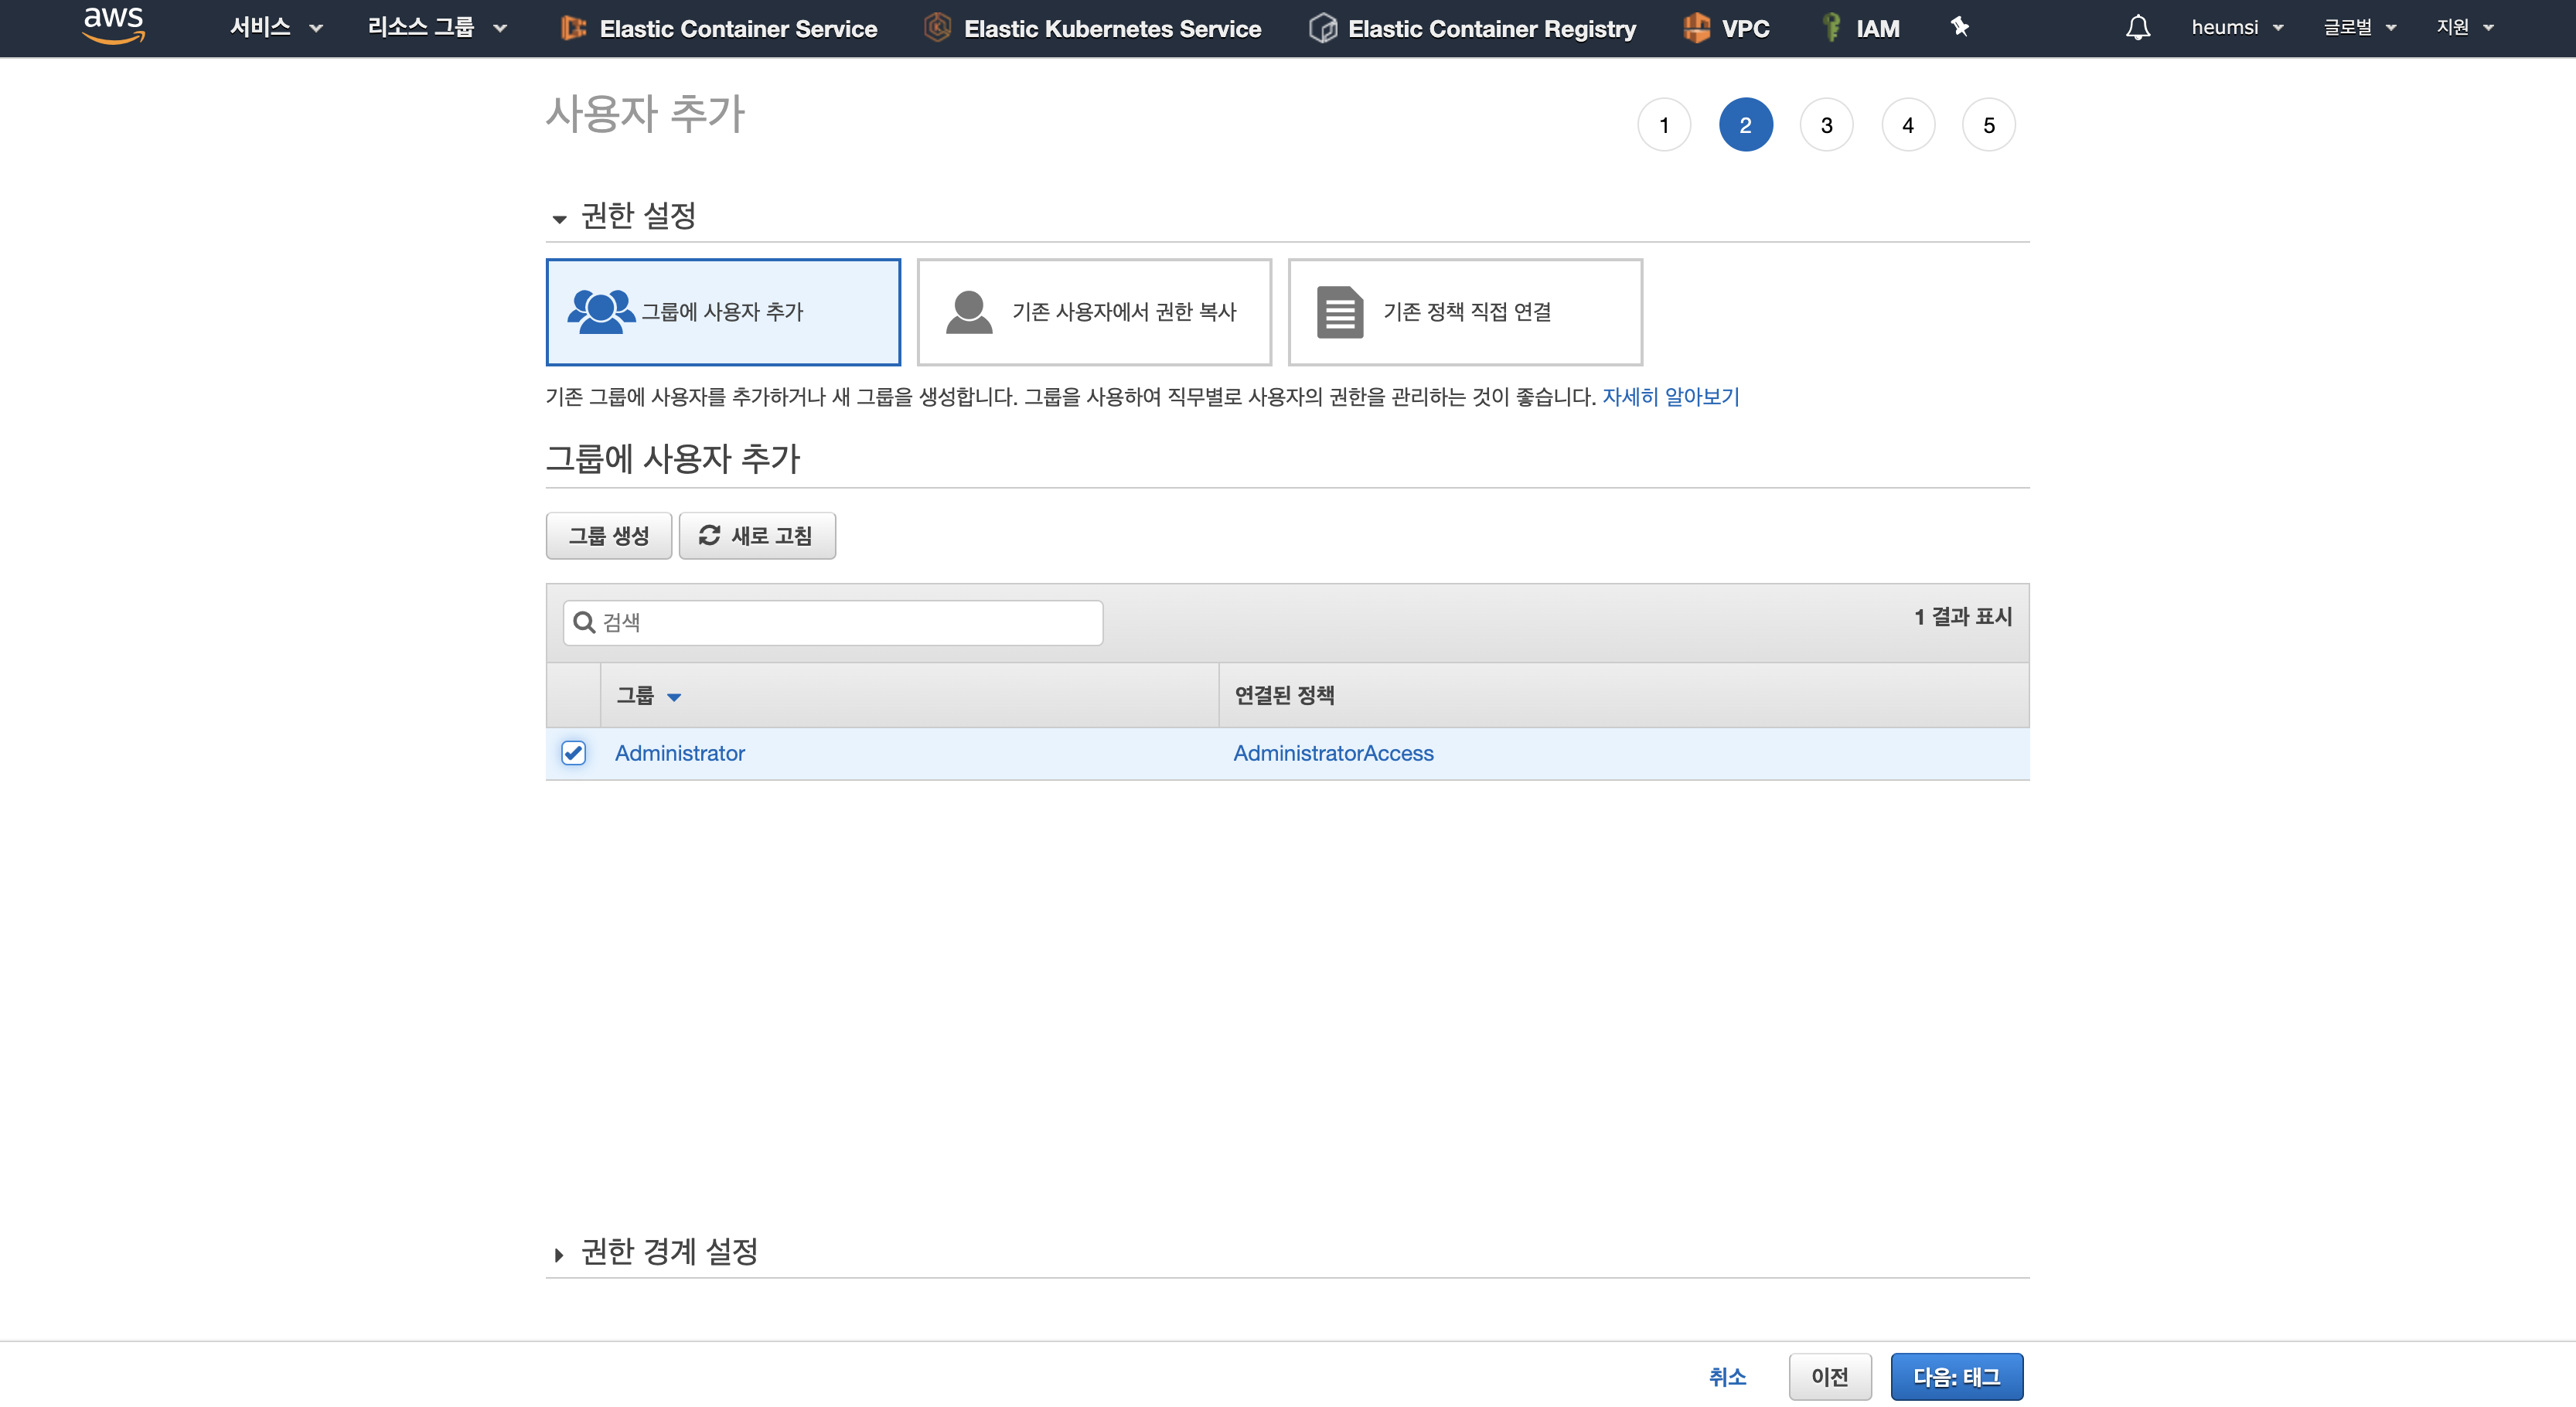 aws 서비스 리소스 그룹 Elastic Container Service Elastic Kubernetes Service Elastic Container Registry VPC IAM heumsi 글로벌 지원
사용자 추가 1 2 3 4 5
권한 설정
그룹에 사용자 추가 기존 사용자에서 권한 복사 기존 정책 직접 연결
기존 그룹에 사용자를 추가하거나 새 그룹을 생성합니다. 그룹을 사용하여 직무별로 사용자의 권한을 관리하는 것이 좋습니다. 자세히 알아보기
그룹에 사용자 추가
그룹 생성 새로 고침
검색 1 결과 표시
그룹 연결된 정책
Administrator AdministratorAccess
권한 경계 설정
취소 이전 다음: 태그